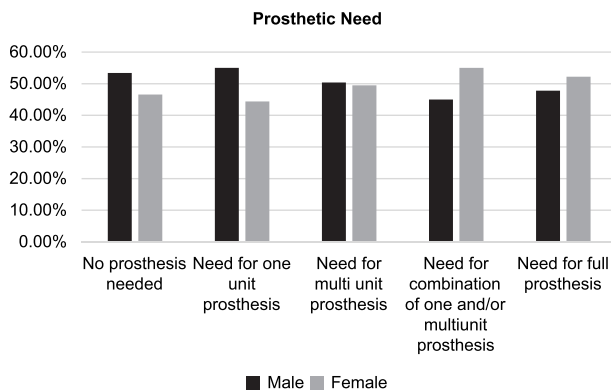 Prosthetic Need
60.00%
50.00%
40.00%
30.00%
20.00%
10.00%
0.00%
No prosthesis
needed
Need for one
unit
prosthesis
Need for
multi unit
prosthesis
Need for
combination
of one and/or
multiunit
prosthesis
Need for full
prosthesis
Male Female